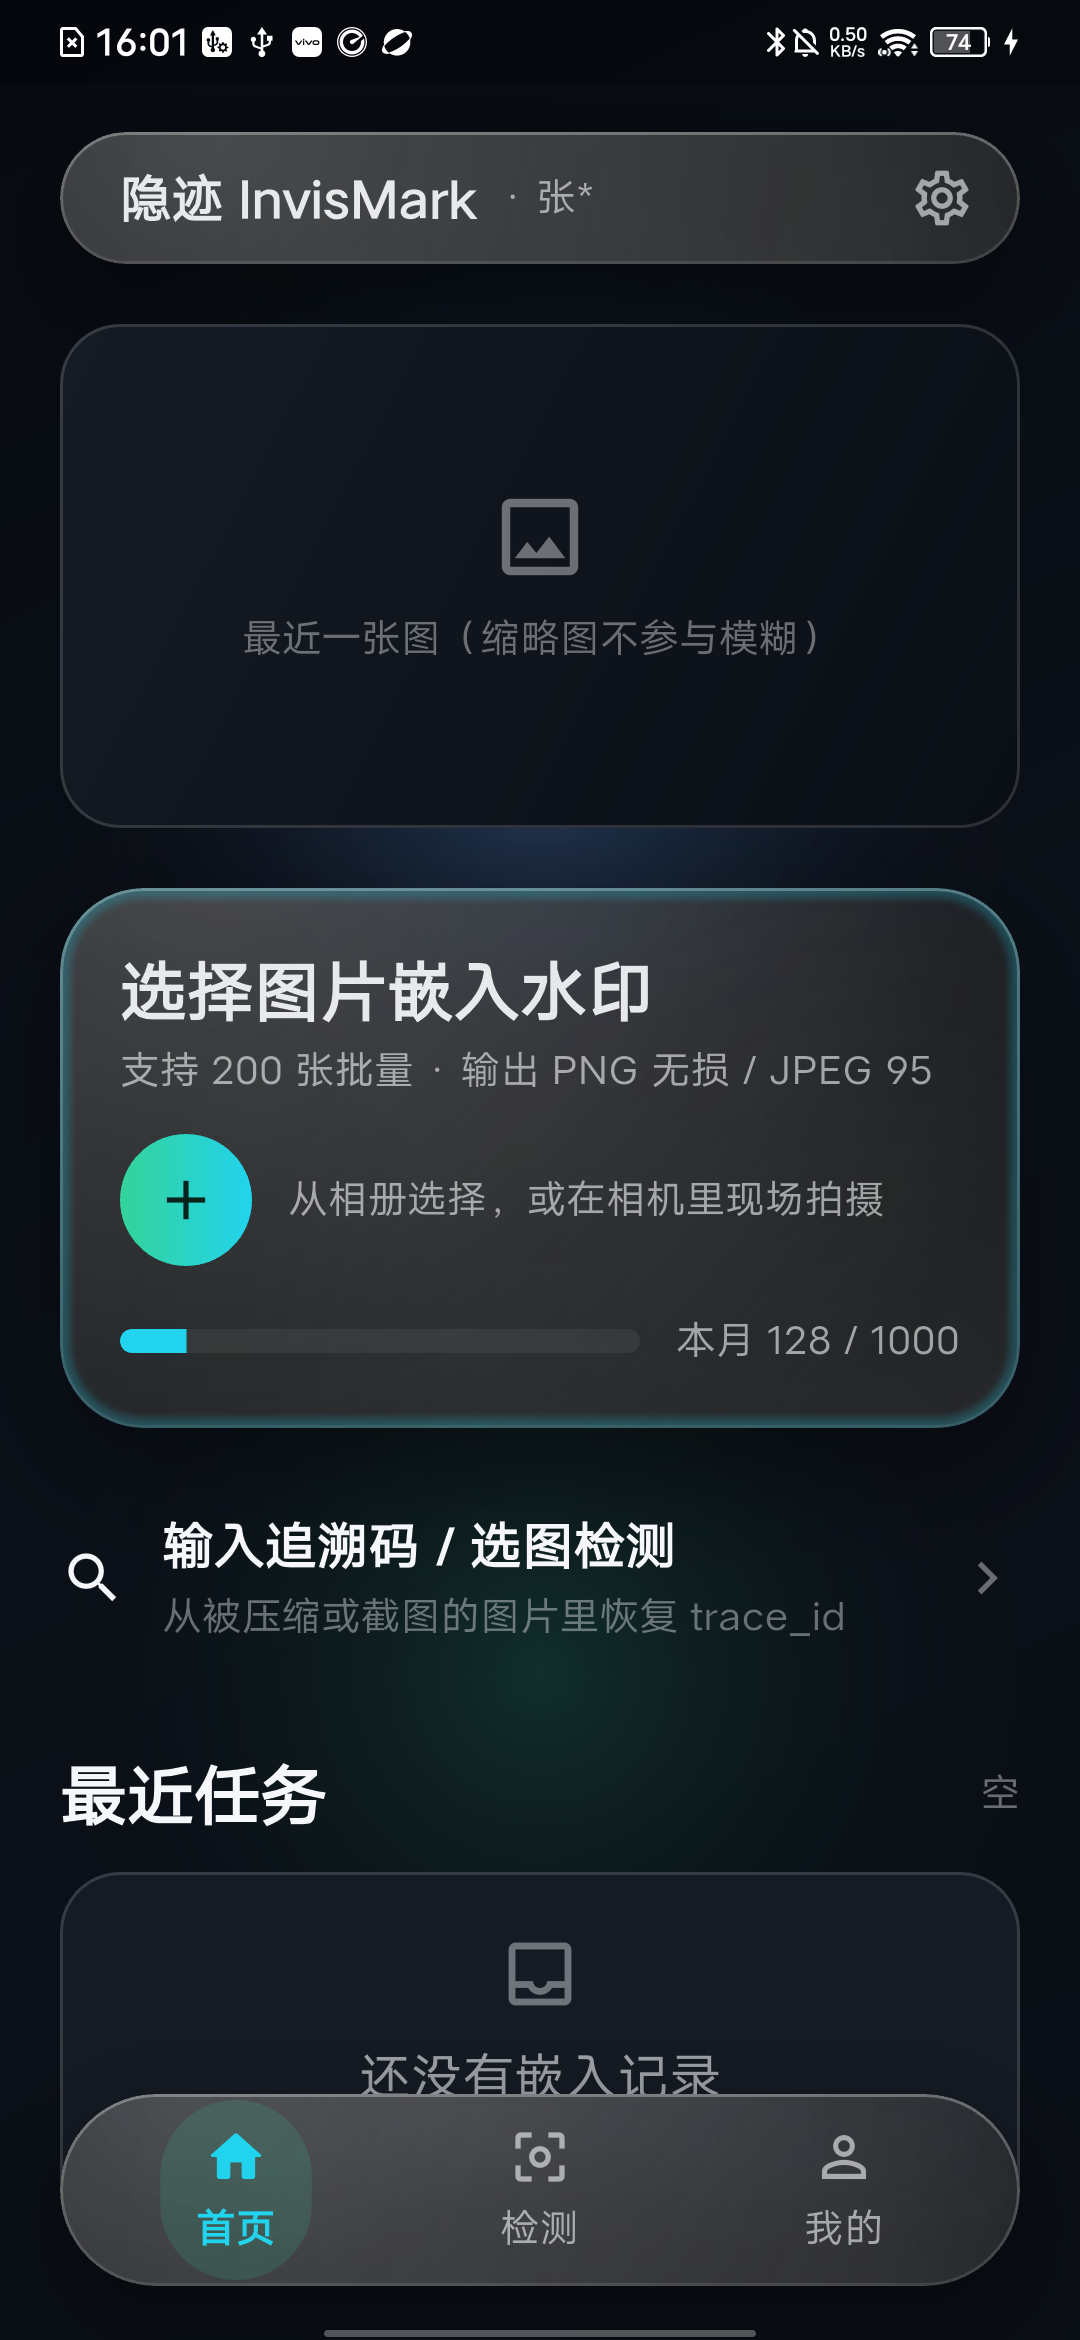 16:01
vivo
0.50 KB/s
74
隐迹 InvisMark · 张*
最近一张图（缩略图不参与模糊）
选择图片嵌入水印
支持 200 张批量 · 输出 PNG 无损 / JPEG 95
从相册选择，或在相机里现场拍摄
本月 128 / 1000
输入追溯码 / 选图检测
从被压缩或截图的图片里恢复 trace_id
最近任务
空
还没有嵌入记录
首页
检测
我的